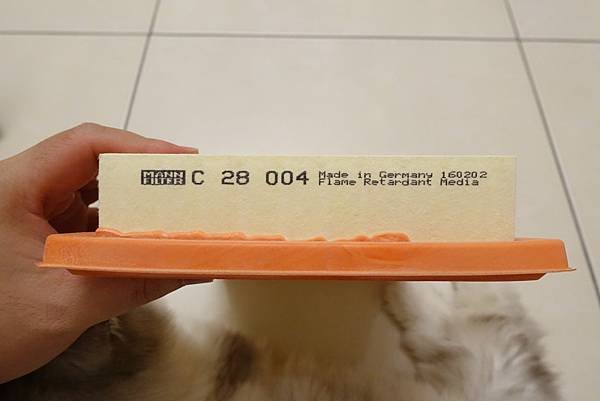 MANN FILTER C 28 004 Made in Germany 160202
Flame Retardant Media